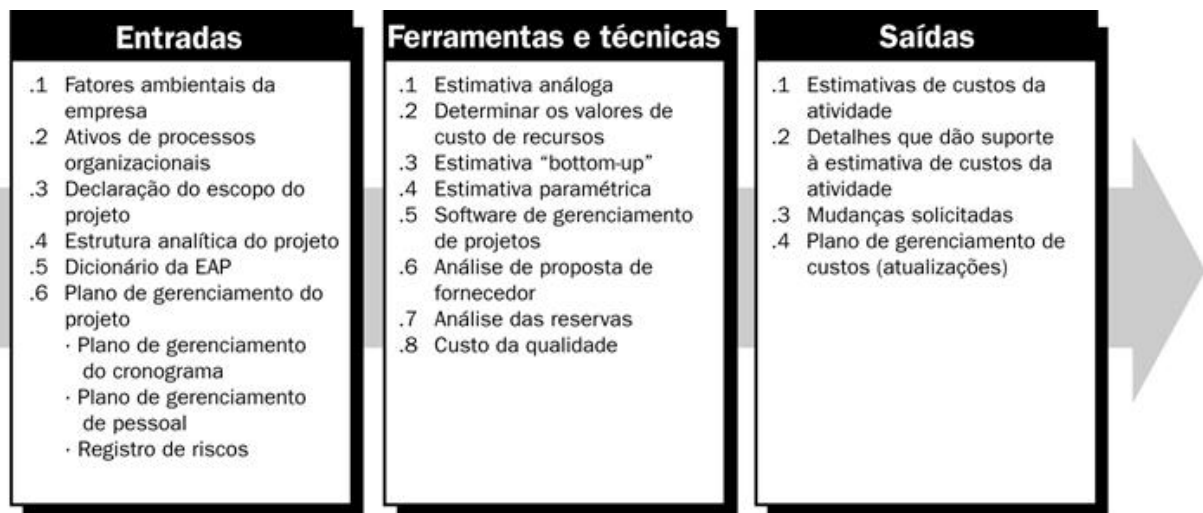 Entradas
.1 Fatores ambientais da
empresa
.2 Ativos de processos
organizacionais
.3 Declaração do escopo do
projeto
.4 Estrutura analítica do projeto
.5 Dicionário da EAP
.6 Plano de gerenciamento do
projeto
· Plano de gerenciamento
do cronograma
· Plano de gerenciamento
de pessoal
· Registro de riscos
Ferramentas e técnicas
.1 Estimativa análoga
.2 Determinar os valores de
custo de recursos
.3 Estimativa “bottom-up”
.4 Estimativa paramétrica
.5 Software de gerenciamento
de projetos
.6 Análise de proposta de
fornecedor
.7 Análise das reservas
.8 Custo da qualidade
Saídas
.1 Estimativas de custos da
atividade
.2 Detalhes que dão suporte
à estimativa de custos da
atividade
.3 Mudanças solicitadas
.4 Plano de gerenciamento de
custos (atualizações)